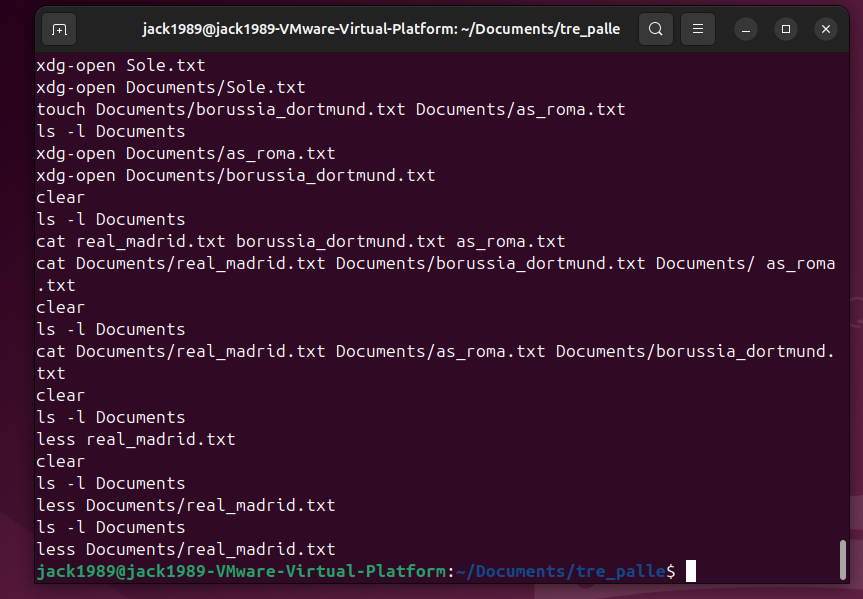 jack1989@jack1989-VMware-Virtual-Platform: ~/Documents/tre_palle
xdg-open Sole.txt
xdg-open Documents/Sole.txt
touch Documents/borussia_dortmund.txt Documents/as_roma.txt
ls -l Documents
xdg-open Documents/as_roma.txt
xdg-open Documents/borussia_dortmund.txt
clear
ls -l Documents
cat real_madrid.txt borussia_dortmund.txt as_roma.txt
cat Documents/real_madrid.txt Documents/borussia_dortmund.txt Documents/ as_roma
.txt
clear
ls -l Documents
cat Documents/real_madrid.txt Documents/as_roma.txt Documents/borussia_dortmund.
txt
clear
ls -l Documents
less real_madrid.txt
clear
ls -l Documents
less Documents/real_madrid.txt
ls -l Documents
less Documents/real_madrid.txt
jack1989@jack1989-VMware-Virtual-Platform:~/Documents/tre_palle$